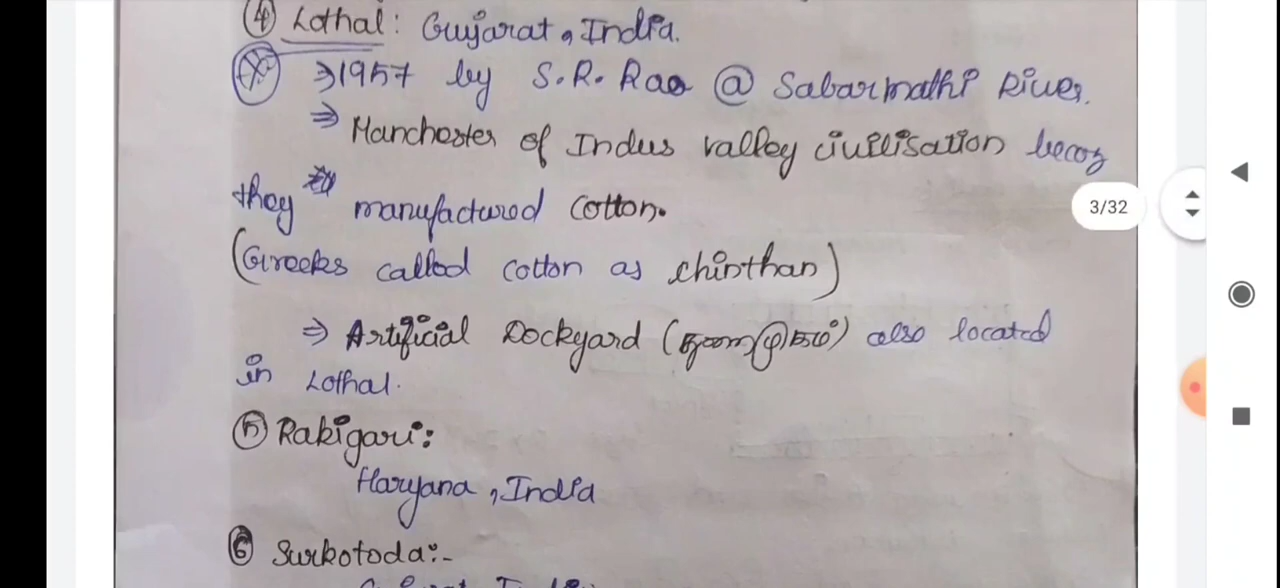 ④ Lothal: Gujarat, India.
⇒1957 by S.R. Rao @ Sabarmathi River.
⇒ Manchester of Indus valley civilisation becoz
they manufactured cotton.
(Greeks called cotton as Chinthan)
⇒ Artificial Dockyard (துறைமுகம்) also located
in Lothal.
⑤ Rakigari:
Haryana, India
⑥ Surkotoda:-
3/32